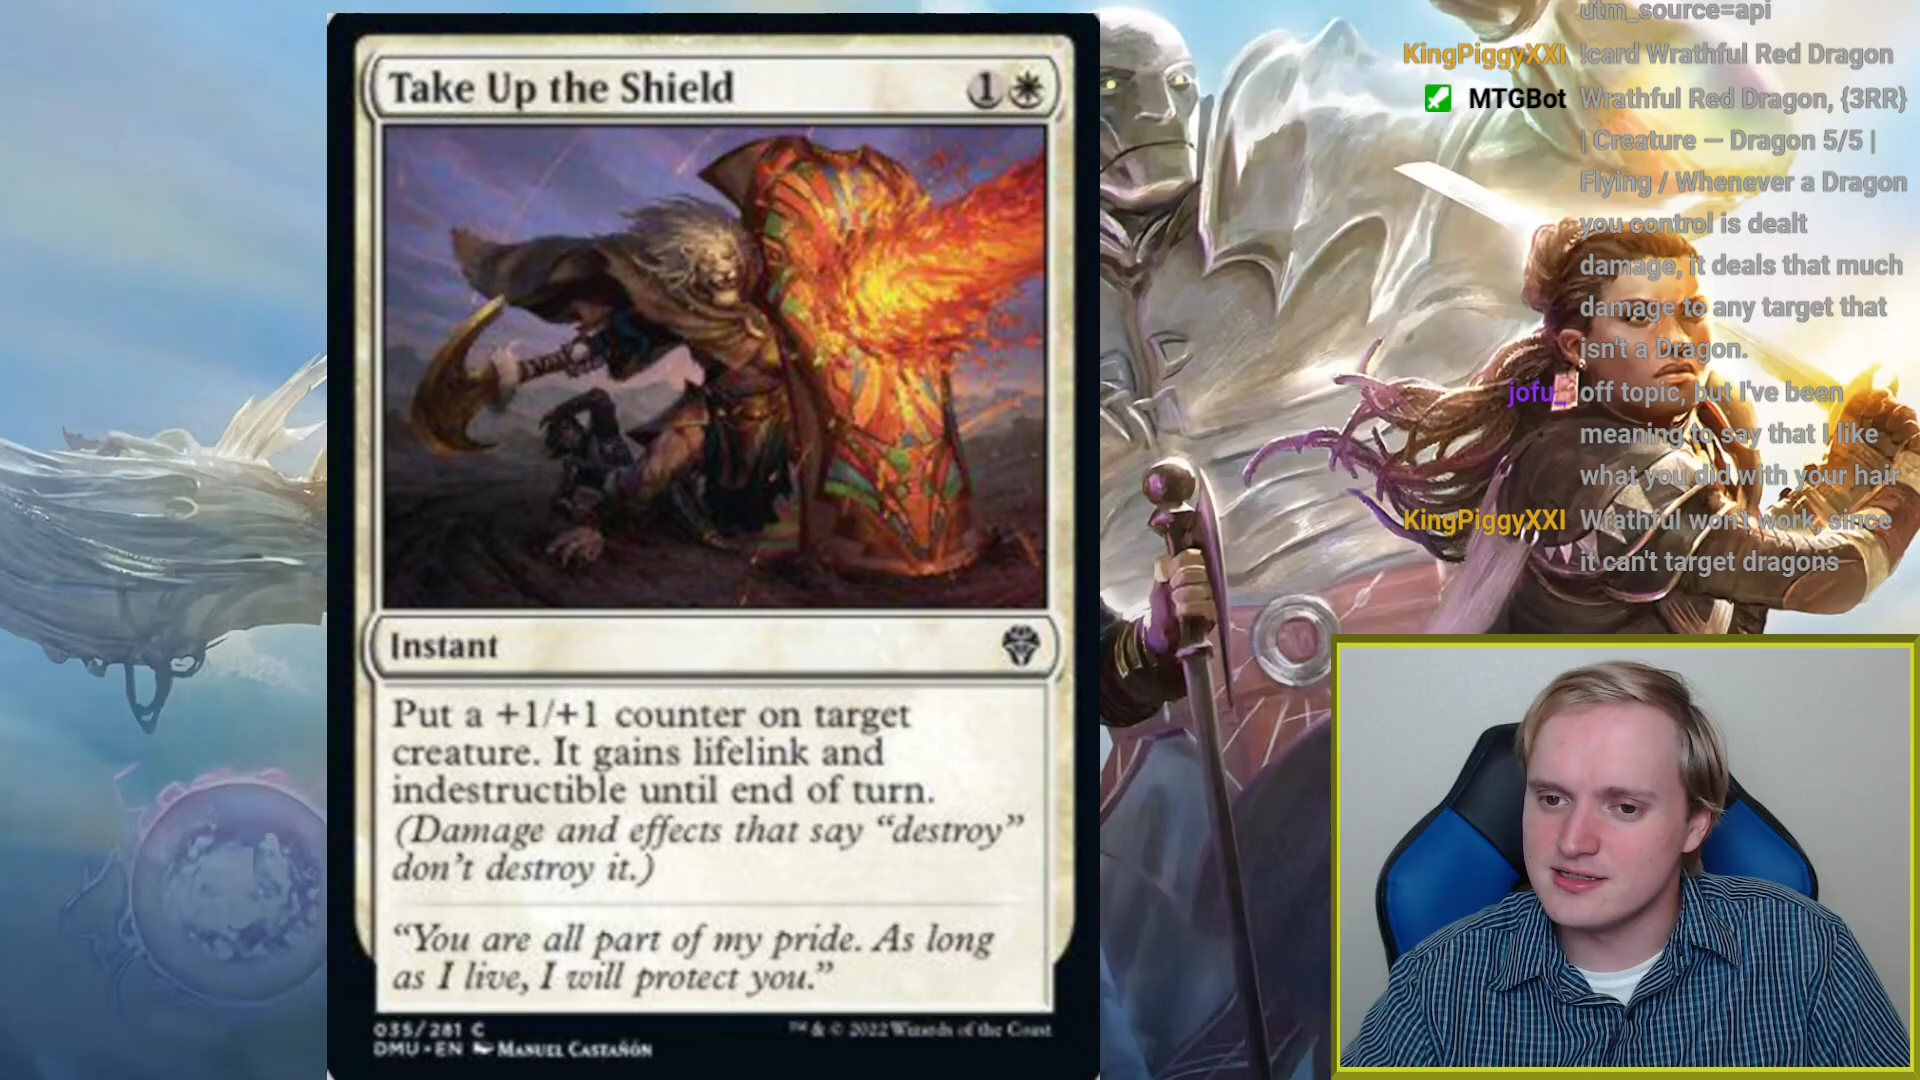 Take Up the Shield 1
Instant
Put a +1/+1 counter on target
creature. It gains lifelink and
indestructible until end of turn.
(Damage and effects that say “destroy”
don’t destroy it.)
“You are all part of my pride. As long
as I live, I will protect you.”
035/281 C
™ & © 2022 Wizards of the Coast
DMU • EN MANUEL CASTAÑÓN
utm_source=api
KingPiggyXXI !card Wrathful Red Dragon
MTGBot Wrathful Red Dragon, {3RR}
| Creature — Dragon 5/5 |
Flying / Whenever a Dragon
you control is dealt
damage, it deals that much
damage to any target that
isn't a Dragon.
jofu_ off topic, but I've been
meaning to say that I like
what you did with your hair
KingPiggyXXI Wrathful won't work, since
it can't target dragons